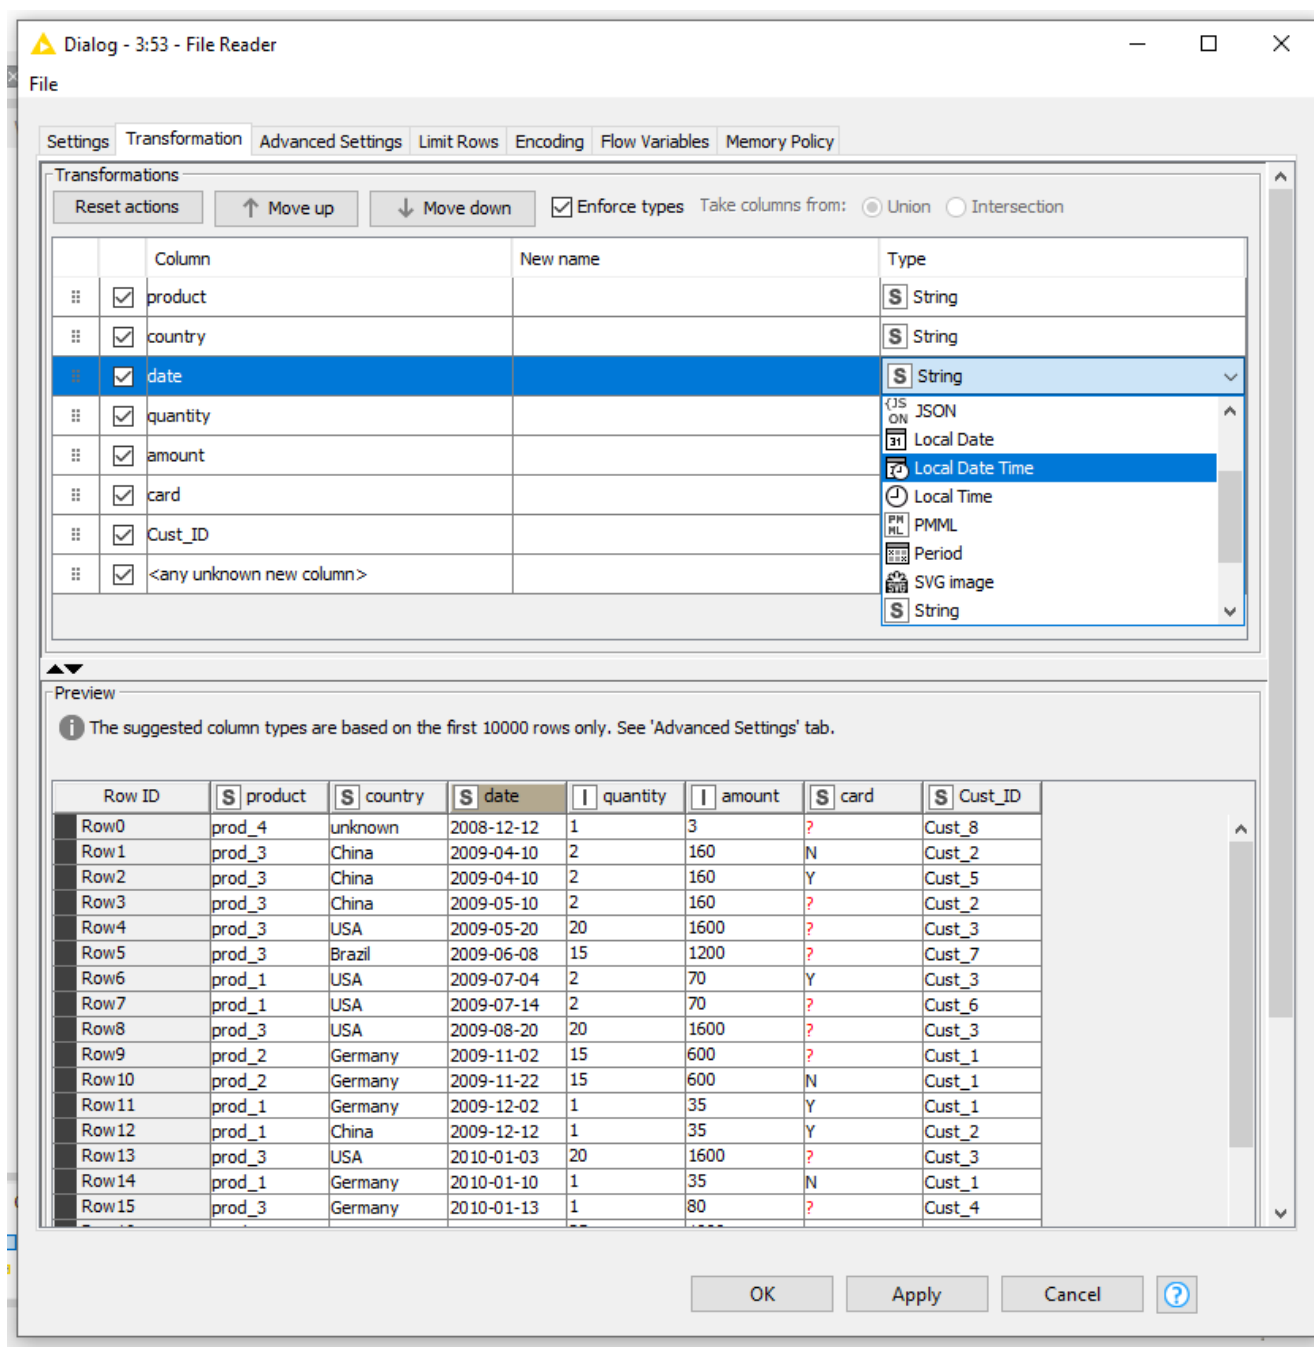 Dialog - 3:53 - File Reader
File
Settings Transformation Advanced Settings Limit Rows Encoding Flow Variables Memory Policy
Transformations
Reset actions Move up Move down Enforce types Take columns from: Union Intersection
Column New name Type
product S String
country S String
date S String
quantity
amount
card
Cust_ID
<any unknown new column>
{JS ON JSON
31 Local Date
Local Date Time
Local Time
PM ML PMML
Period
SVG SVG image
S String
Preview
The suggested column types are based on the first 10000 rows only. See 'Advanced Settings' tab.
Row ID S product S country S date I quantity I amount S card S Cust_ID
Row0 prod_4 unknown 2008-12-12 1 3 ? Cust_8
Row1 prod_3 China 2009-04-10 2 160 N Cust_2
Row2 prod_3 China 2009-04-10 2 160 Y Cust_5
Row3 prod_3 China 2009-05-10 2 160 ? Cust_2
Row4 prod_3 USA 2009-05-20 20 1600 ? Cust_3
Row5 prod_3 Brazil 2009-06-08 15 1200 ? Cust_7
Row6 prod_1 USA 2009-07-04 2 70 Y Cust_3
Row7 prod_1 USA 2009-07-14 2 70 ? Cust_6
Row8 prod_3 USA 2009-08-20 20 1600 ? Cust_3
Row9 prod_2 Germany 2009-11-02 15 600 ? Cust_1
Row10 prod_2 Germany 2009-11-22 15 600 N Cust_1
Row11 prod_1 Germany 2009-12-02 1 35 Y Cust_1
Row12 prod_1 China 2009-12-12 1 35 Y Cust_2
Row13 prod_3 USA 2010-01-03 20 1600 ? Cust_3
Row14 prod_1 Germany 2010-01-10 1 35 N Cust_1
Row15 prod_3 Germany 2010-01-13 1 80 ? Cust_4
OK Apply Cancel ?